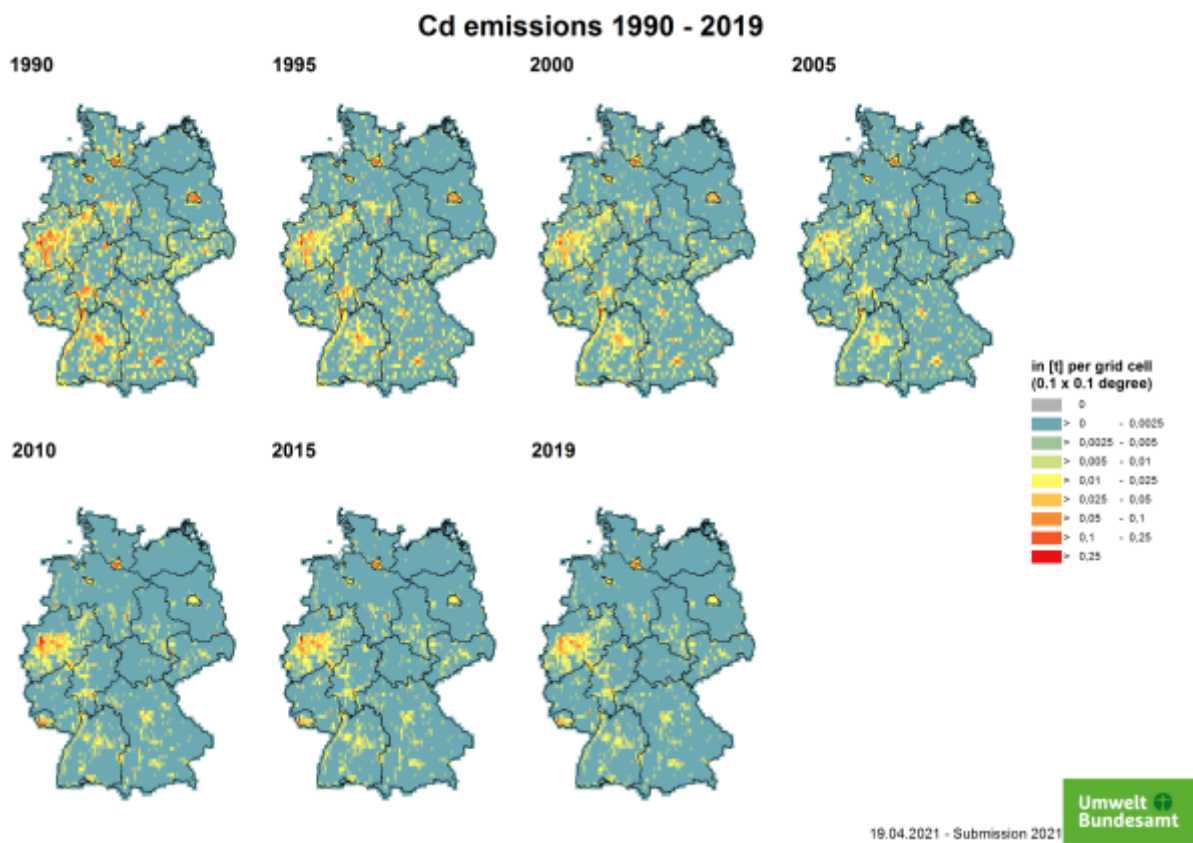 Cd emissions 1990 - 2019
1990
1995
2000
2005
2010
2015
2019
in [t] per grid cell
(0.1 x 0.1 degree)
0
> 0 - 0,0025
> 0,0025 - 0,005
> 0,005 - 0,01
> 0,01 - 0,025
> 0,025 - 0,05
> 0,05 - 0,1
> 0,1 - 0,25
> 0,25
Umwelt
Bundesamt
19.04.2021 - Submission 2021